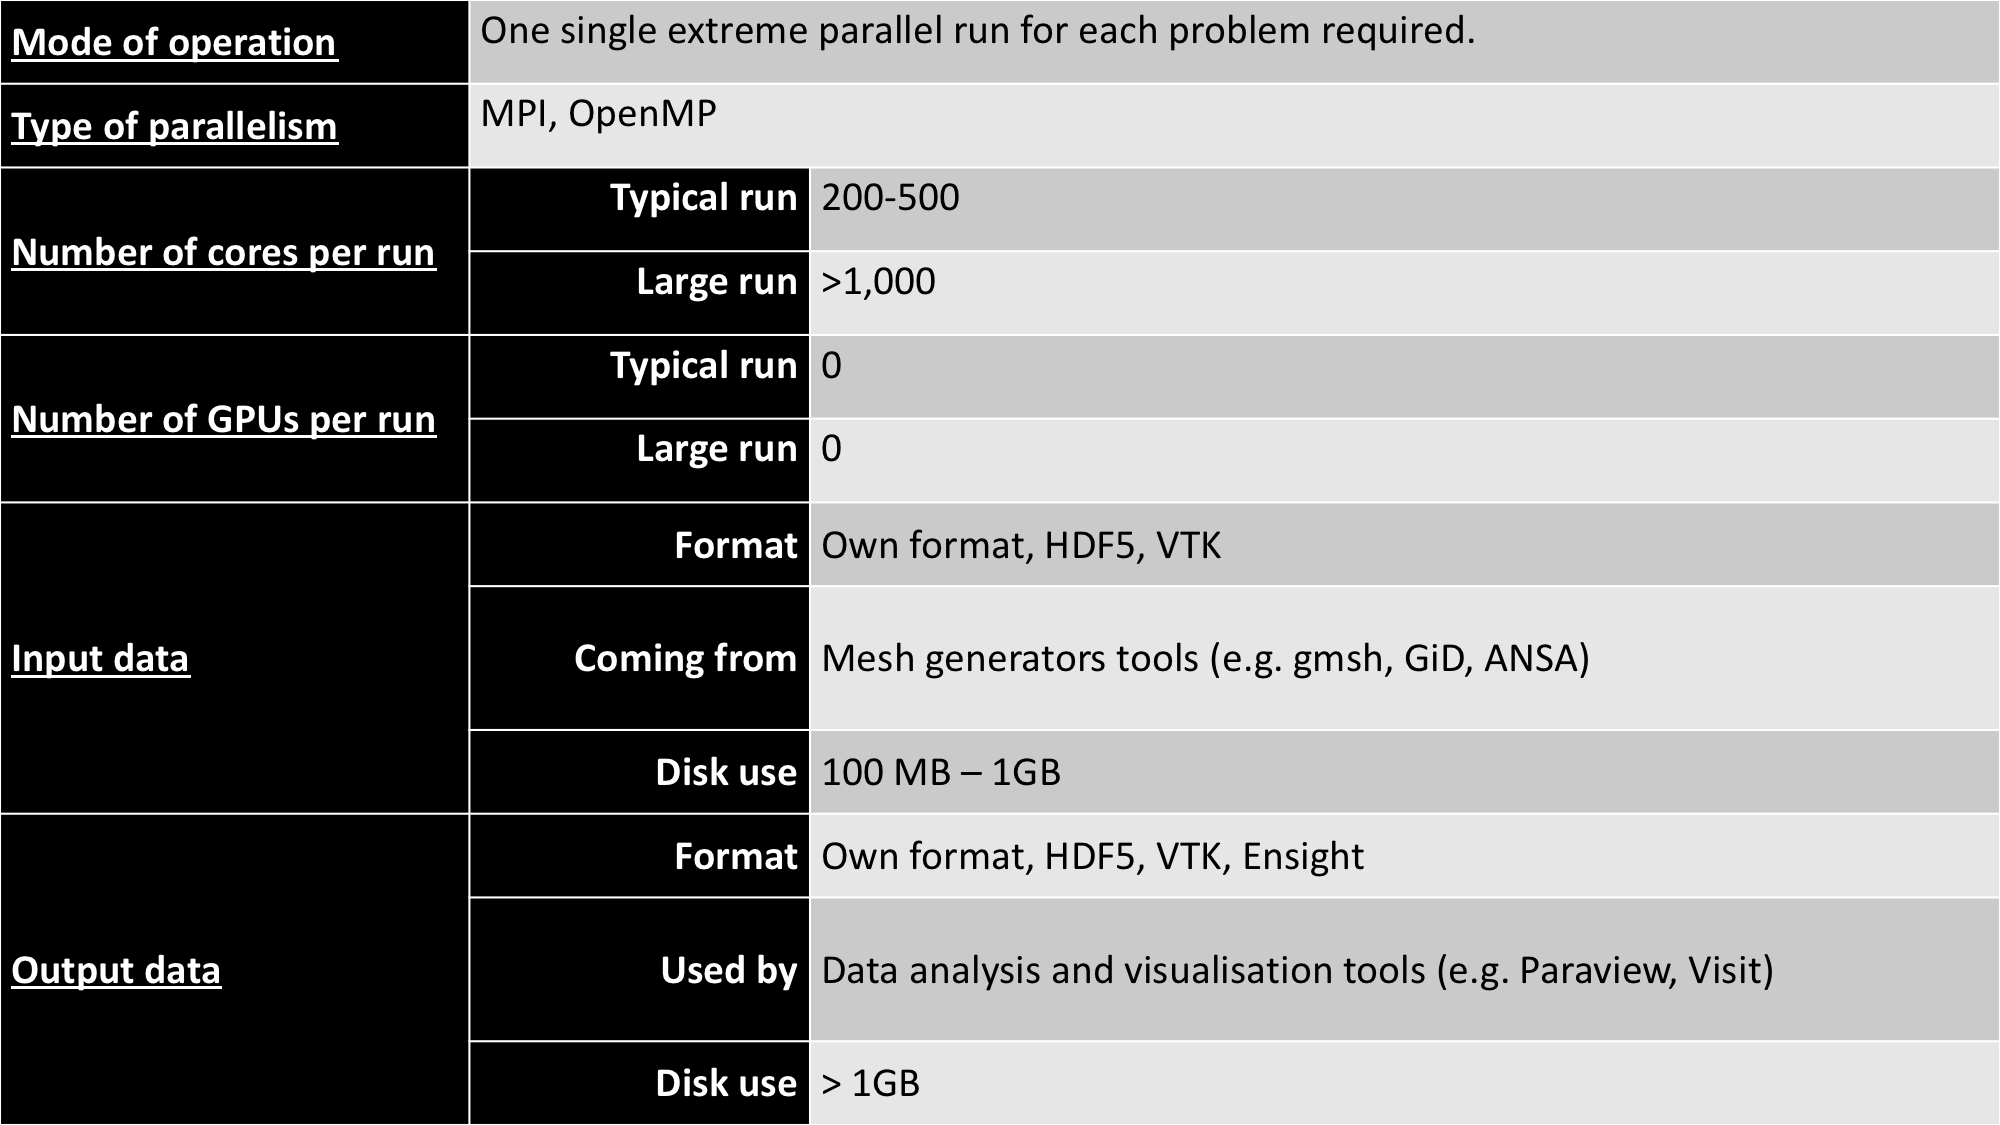 Mode of operation
One single extreme parallel run for each problem required.
Type of parallelism
MPI, OpenMP
Number of cores per run
Typical run
200-500
Large run
>1,000
Number of GPUs per run
Typical run
0
Large run
0
Input data
Format
Own format, HDF5, VTK
Coming from
Mesh generators tools (e.g. gmsh, GiD, ANSA)
Disk use
100 MB – 1GB
Output data
Format
Own format, HDF5, VTK, Ensight
Used by
Data analysis and visualisation tools (e.g. Paraview, Visit)
Disk use
> 1GB